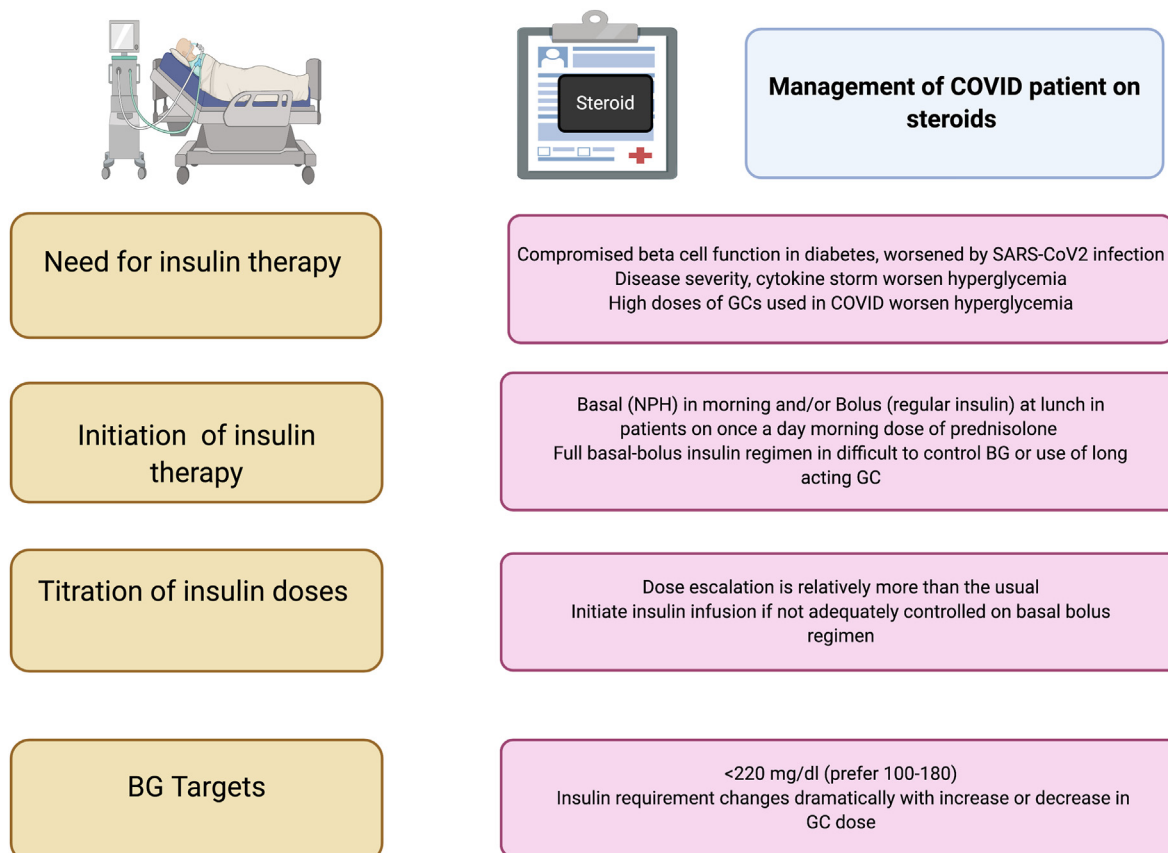 Steroid
Management of COVID patient on
steroids
Need for insulin therapy
Compromised beta cell function in diabetes, worsened by SARS-CoV2 infection
Disease severity, cytokine storm worsen hyperglycemia
High doses of GCs used in COVID worsen hyperglycemia
Initiation of insulin
therapy
Basal (NPH) in morning and/or Bolus (regular insulin) at lunch in
patients on once a day morning dose of prednisolone
Full basal-bolus insulin regimen in difficult to control BG or use of long
acting GC
Titration of insulin doses
Dose escalation is relatively more than the usual
Initiate insulin infusion if not adequately controlled on basal bolus
regimen
BG Targets
<220 mg/dl (prefer 100-180)
Insulin requirement changes dramatically with increase or decrease in
GC dose